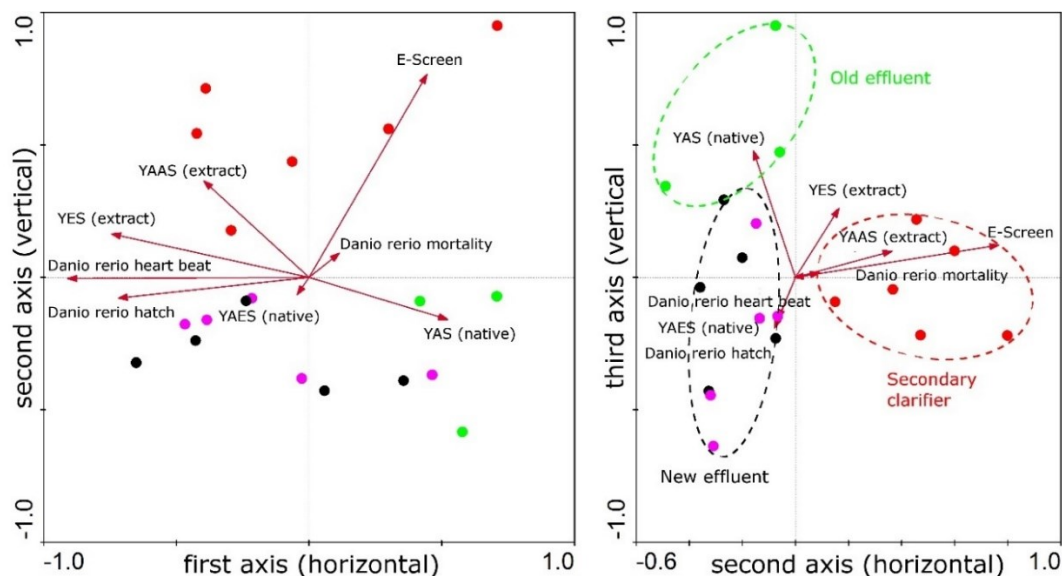 1.0
second axis (vertical)
-1.0
E-Screen
YAAS (extract)
YES (extract)
Danio rerio mortality
Danio rerio heart beat
Danio rerio hatch
YAES (native)
YAS (native)
-1.0
first axis (horizontal)
1.0
1.0
third axis (vertical)
-1.0
Old effluent
YAS (native)
YES (extract)
YAAS (extract)
E-Screen
Danio rerio mortality
Danio rerio heart beat
YAES (native)
Danio rerio hatch
Secondary
clarifier
New effluent
-0.6
second axis (horizontal)
1.0